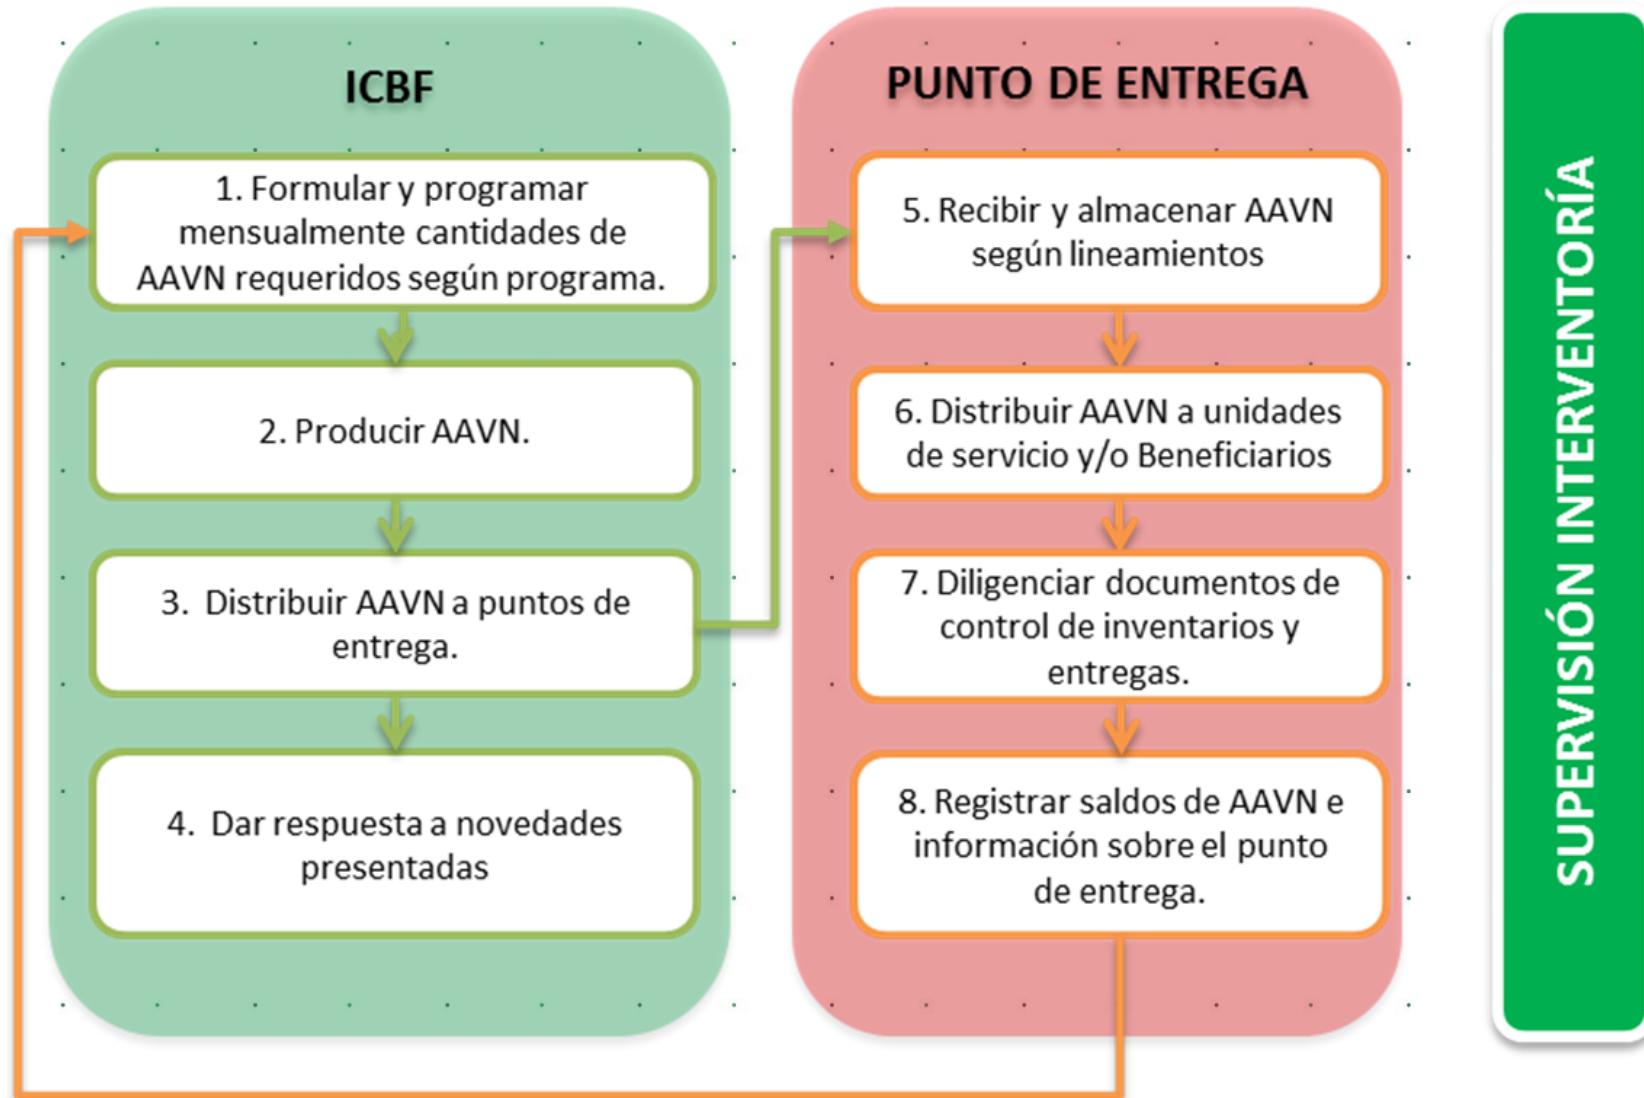 ICBF
1. Formular y programar
mensualmente cantidades de
AAVN requeridos según programa.
2. Producir AAVN.
3. Distribuir AAVN a puntos de
entrega.
4. Dar respuesta a novedades
presentadas
PUNTO DE ENTREGA
5. Recibir y almacenar AAVN
según lineamientos
6. Distribuir AAVN a unidades
de servicio y/o Beneficiarios
7. Diligenciar documentos de
control de inventarios y
entregas.
8. Registrar saldos de AAVN e
información sobre el punto
de entrega.
SUPERVISIÓN INTERVENTORÍA